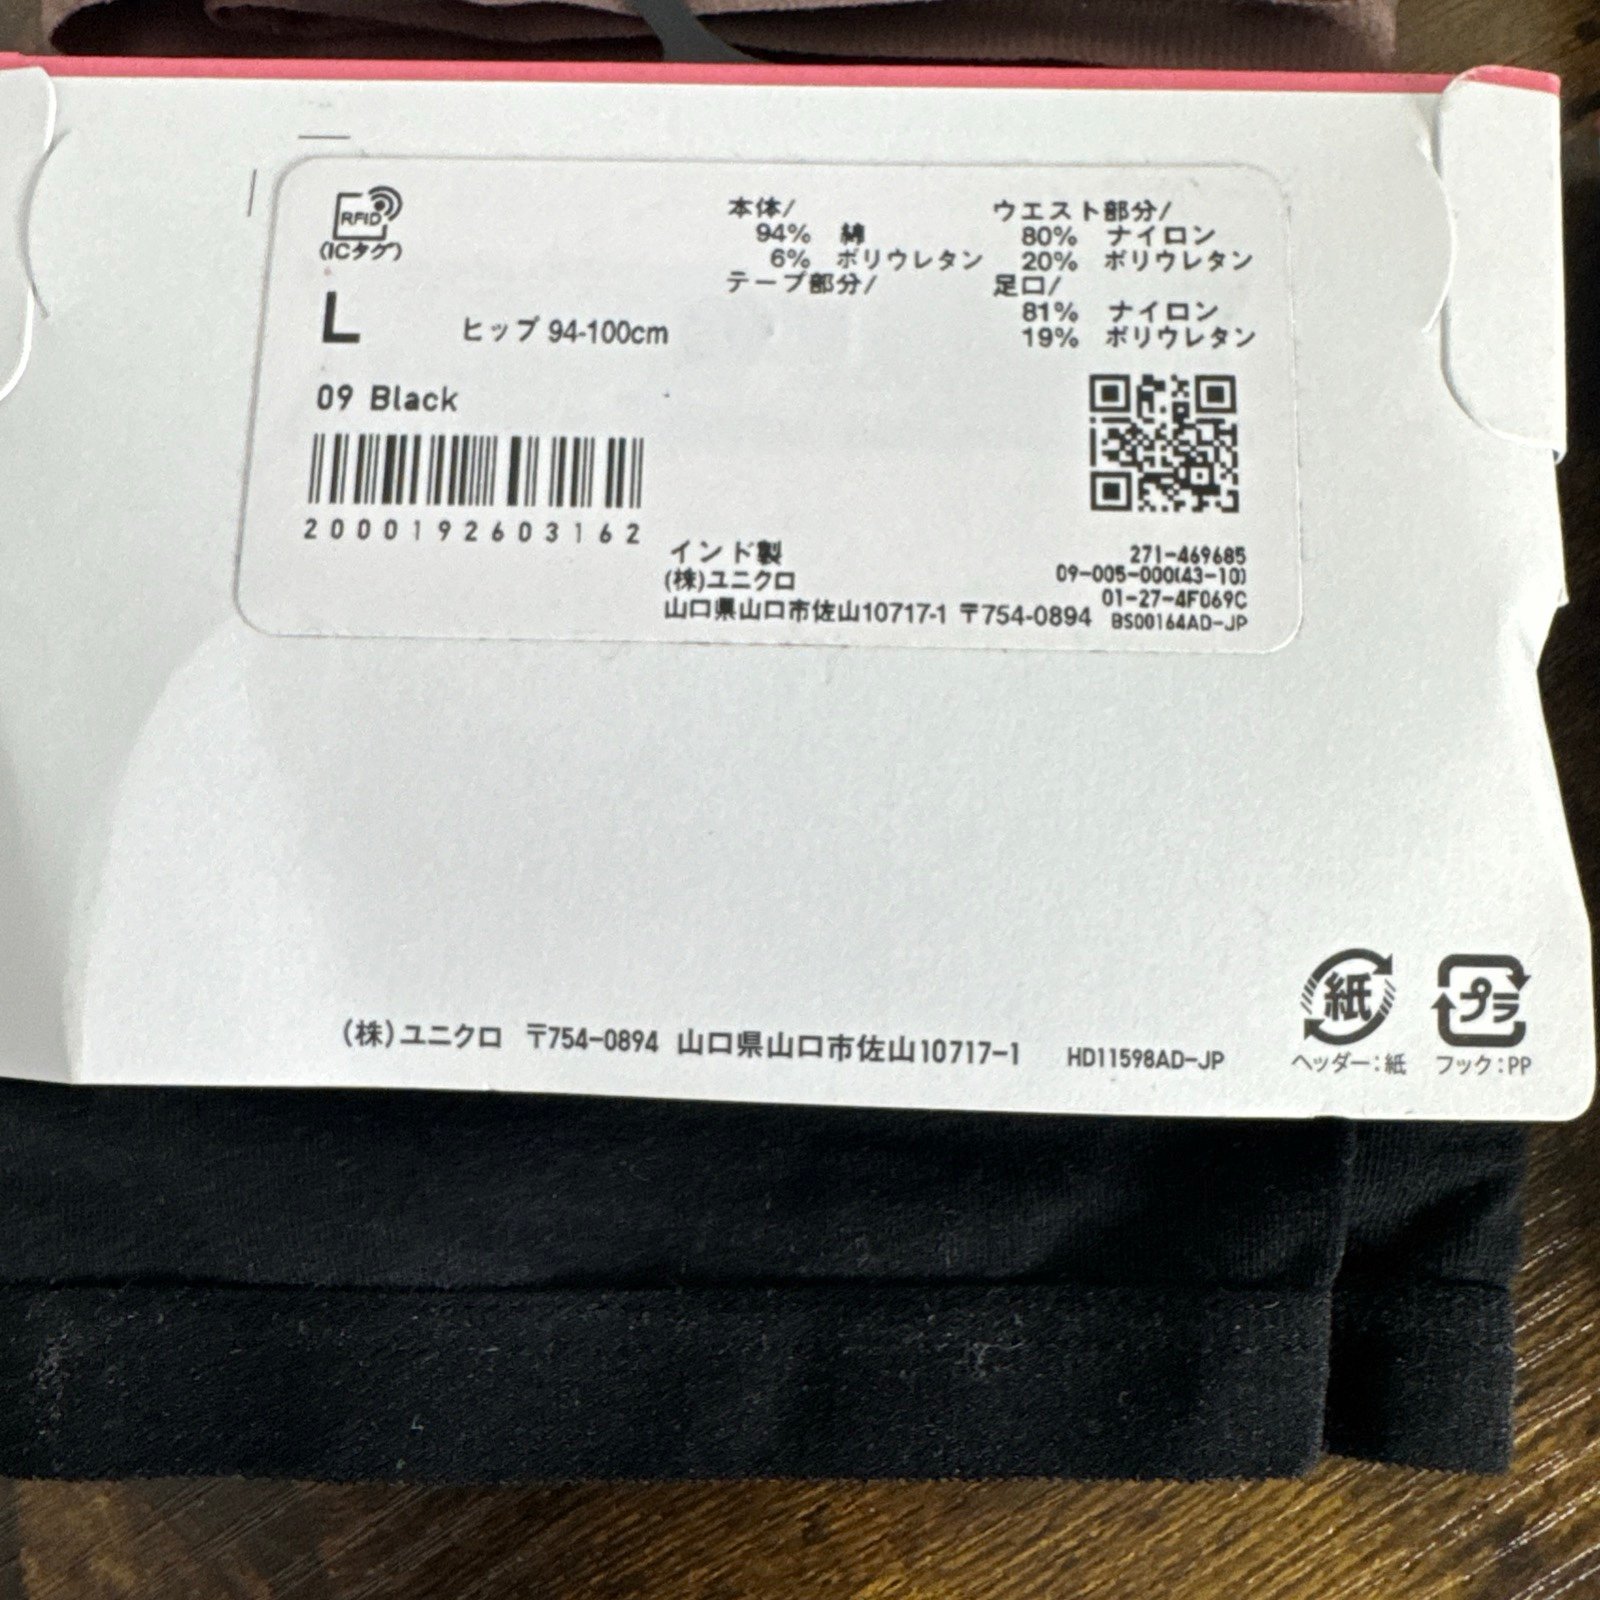 RFID
(ICタグ)
L
ヒップ 94-100cm
09 Black
2000192603162
本体/
94% 綿
6% ポリウレタン
テープ部分/
ウエスト部分/
80% ナイロン
20% ポリウレタン
足口/
81% ナイロン
19% ポリウレタン
インド製
(株)ユニクロ
山口県山口市佐山10717-1 〒754-0894
271-469685
09-005-000(43-10)
01-27-4F069C
BS00164AD-JP
(株)ユニクロ 〒754-0894 山口県山口市佐山10717-1 HD11598AD-JP
紙
ヘッダー:紙
プラ
フック:PP